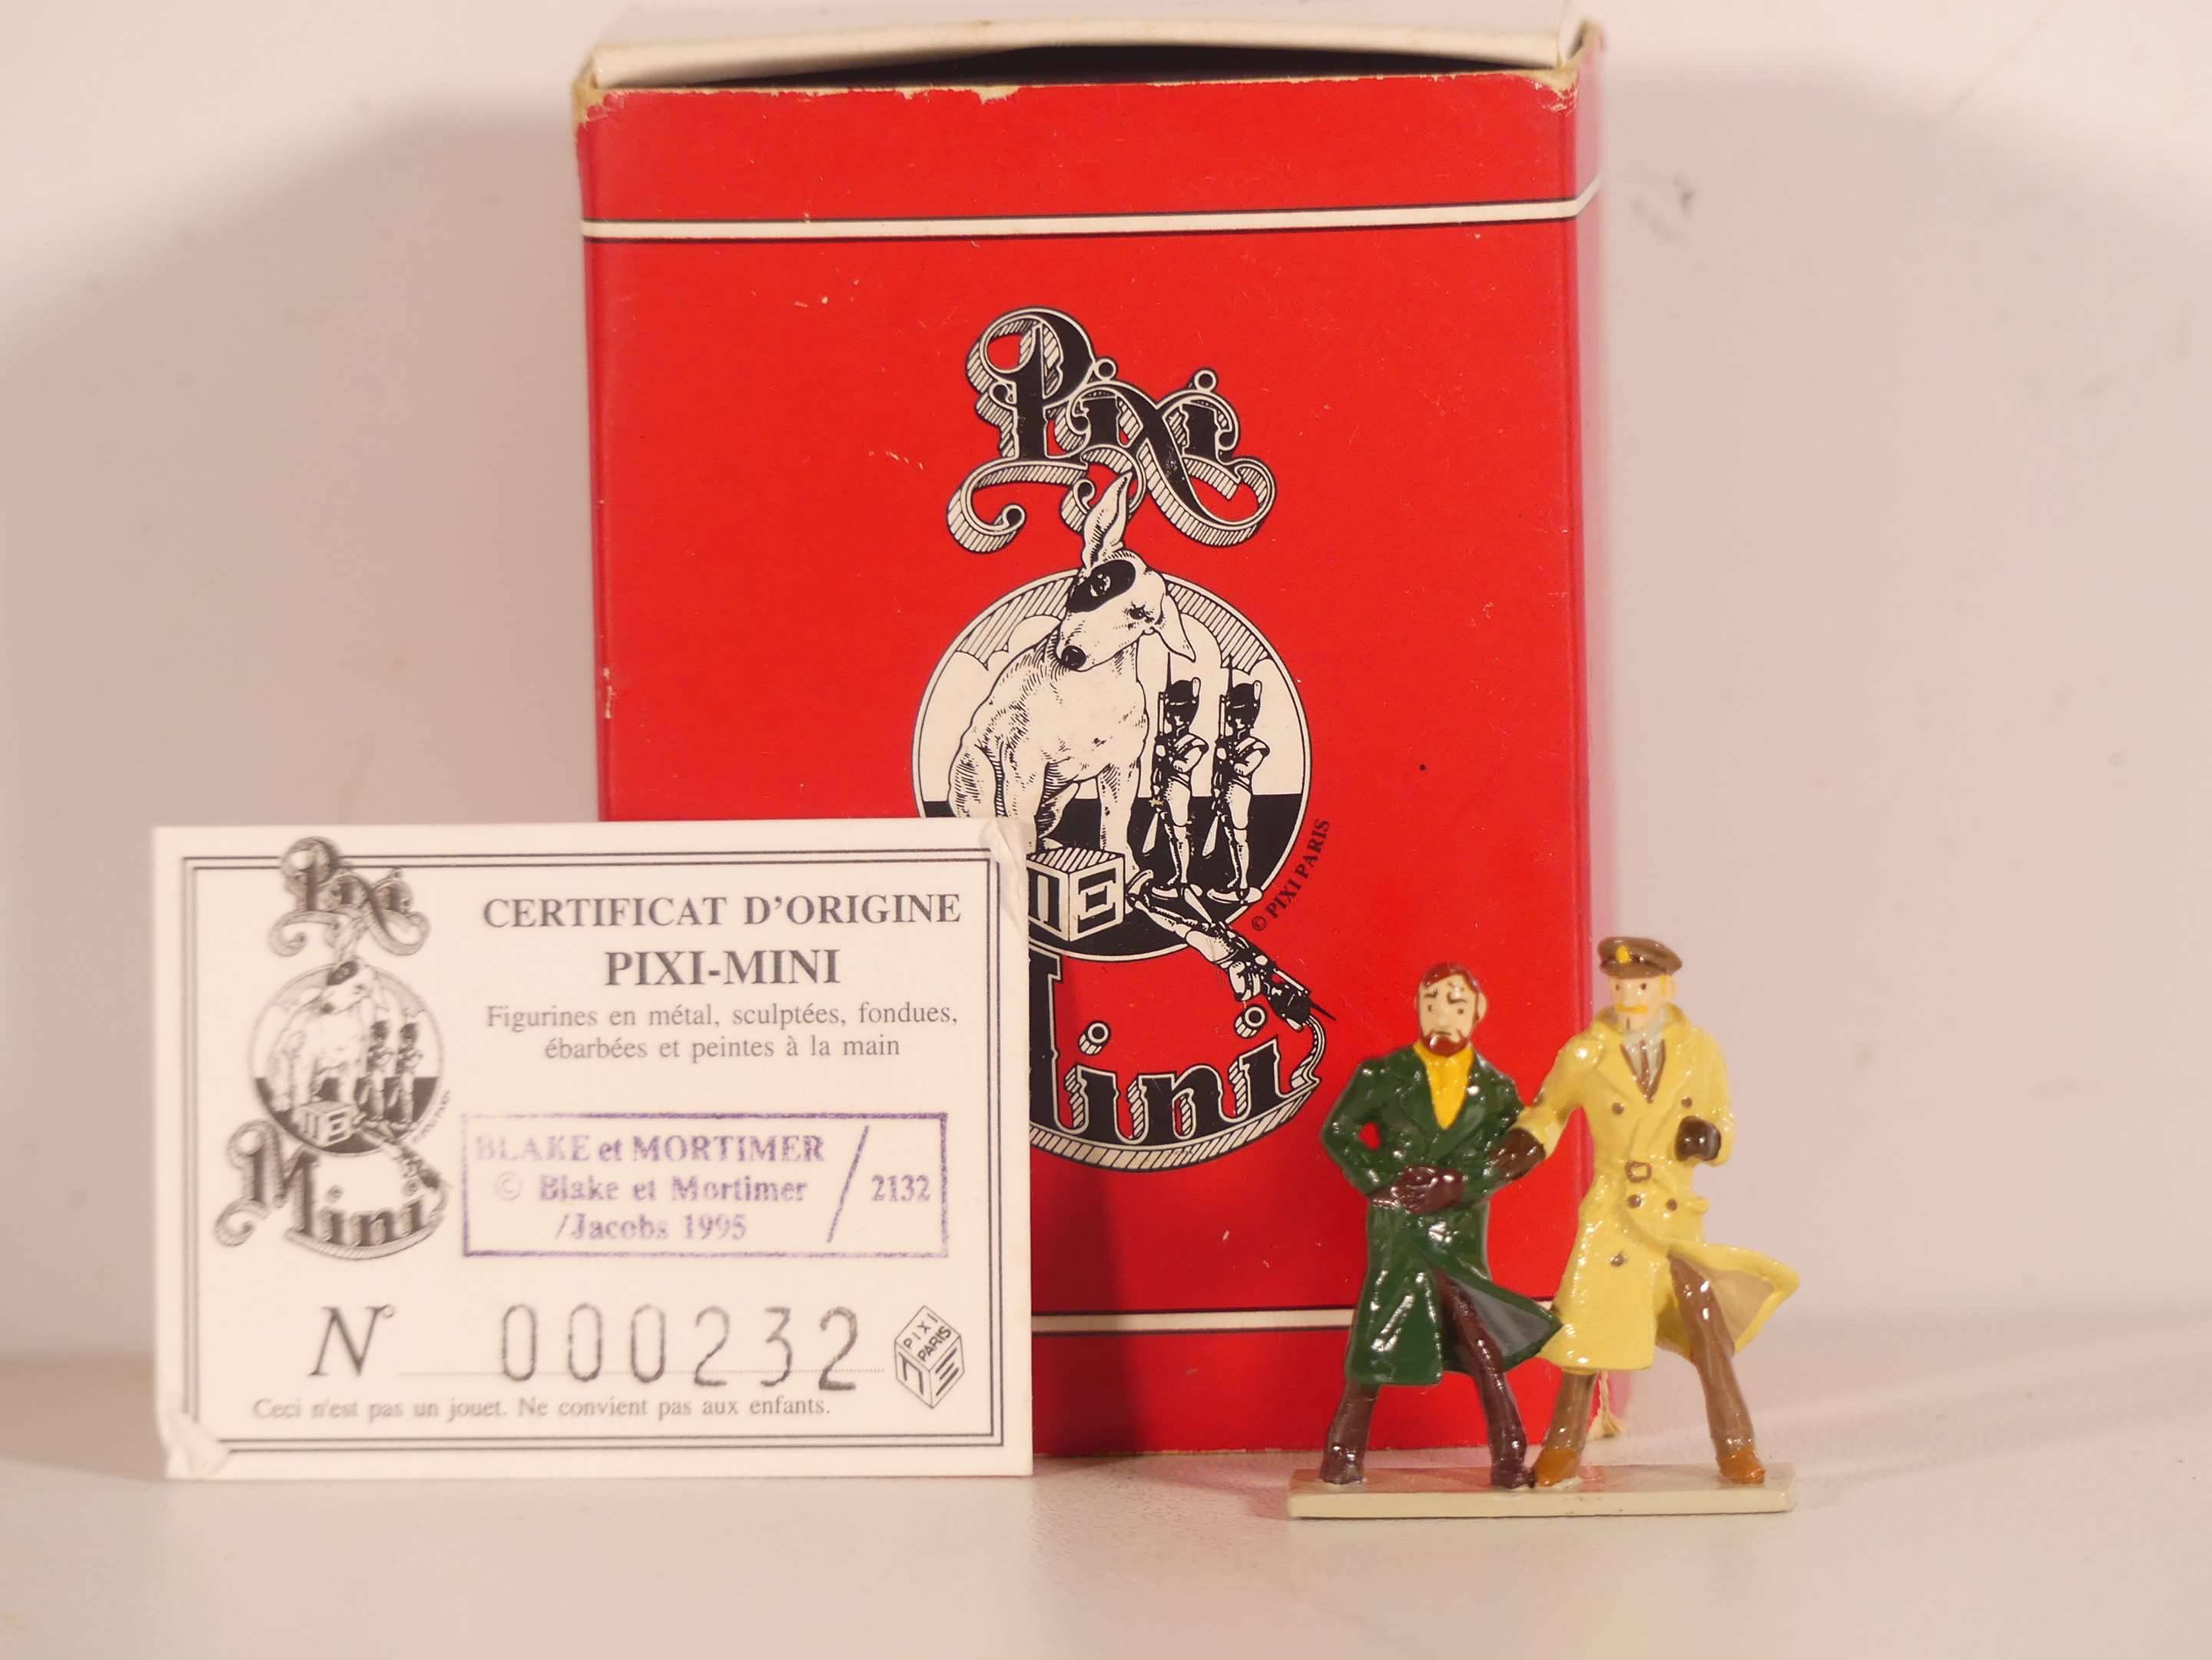 Pixi
© PIXI PARIS
Mini
Pixi
Mini
CERTIFICAT D'ORIGINE
PIXI-MINI
Figurines en métal, sculptées, fondues,
ébarbées et peintes à la main
BLAKE et MORTIMER
© Blake et Mortimer / 2132
/Jacobs 1995
N 000232
PIXI
PARIS
Ceci n'est pas un jouet. Ne convient pas aux enfants.